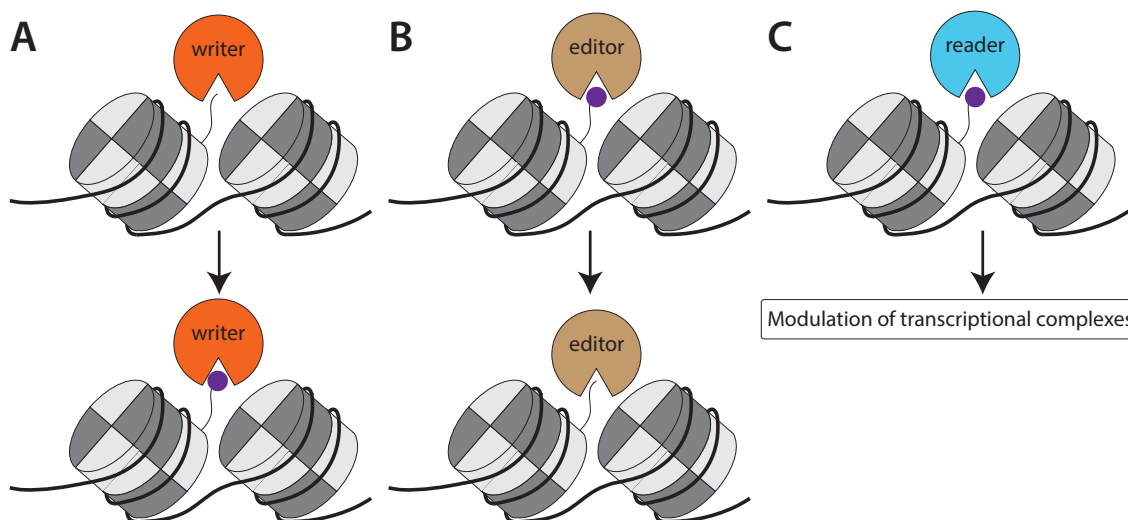 A
writer
writer
B
editor
editor
C
reader
Modulation of transcriptional complexes